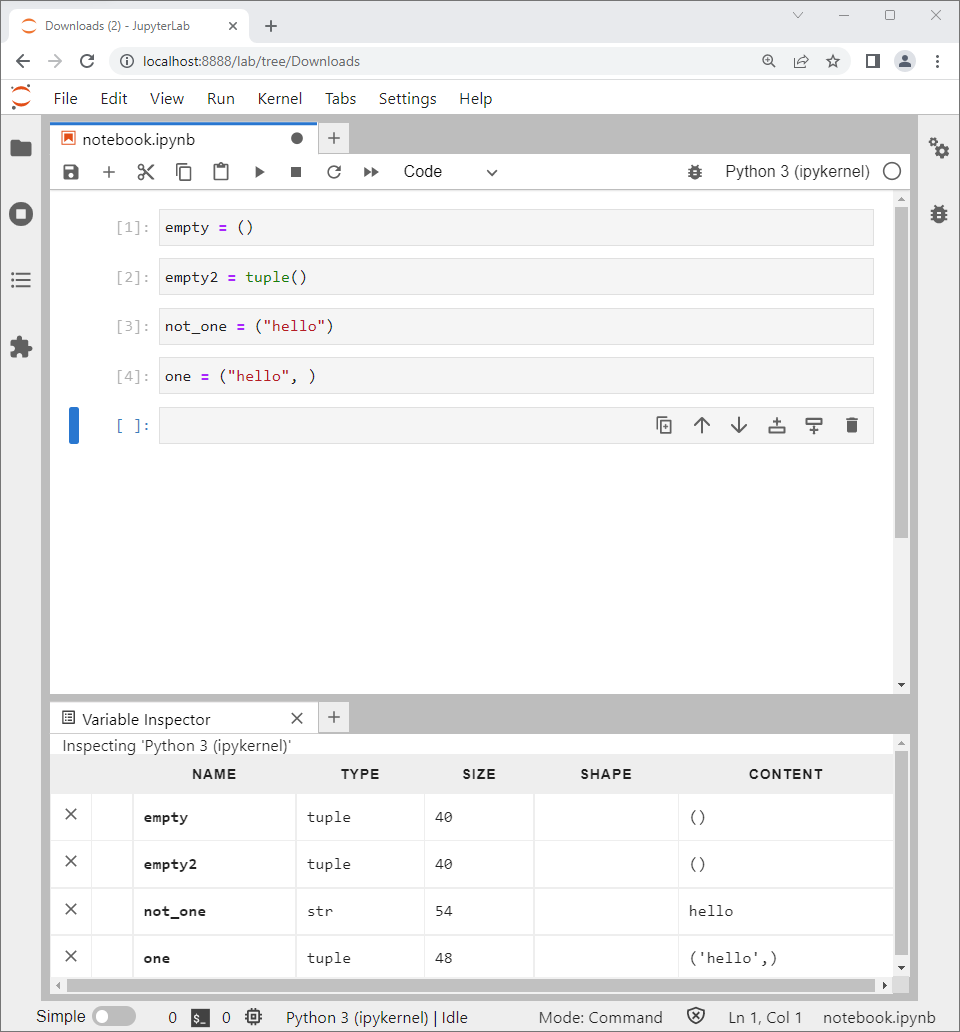 Downloads (2) - JupyterLab
localhost:8888/lab/tree/Downloads
File Edit View Run Kernel Tabs Settings Help
notebook.ipynb
Code Python 3 (ipykernel)
[1]: empty = ()
[2]: empty2 = tuple()
[3]: not_one = ("hello")
[4]: one = ("hello", )
[ ]:
Variable Inspector
Inspecting 'Python 3 (ipykernel)'
NAME TYPE SIZE SHAPE CONTENT
empty tuple 40 ()
empty2 tuple 40 ()
not_one str 54 hello
one tuple 48 ('hello',)
Simple 0 $_ 0 Python 3 (ipykernel) | Idle Mode: Command Ln 1, Col 1 notebook.ipynb